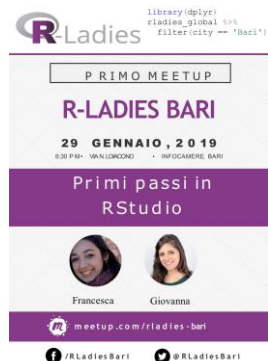 R-Ladies
library(dplyr)
rladies_global %>%
filter(city == "Bari")
PRIMO MEETUP
R-LADIES BARI
29 GENNAIO, 2019
6:30 PM • VIA N.LOIACONO • INFOCAMERE, BARI
Primi passi in
RStudio
Francesca Giovanna
meetup.com/rladies-bari
/RLadiesBari @RLadiesBari